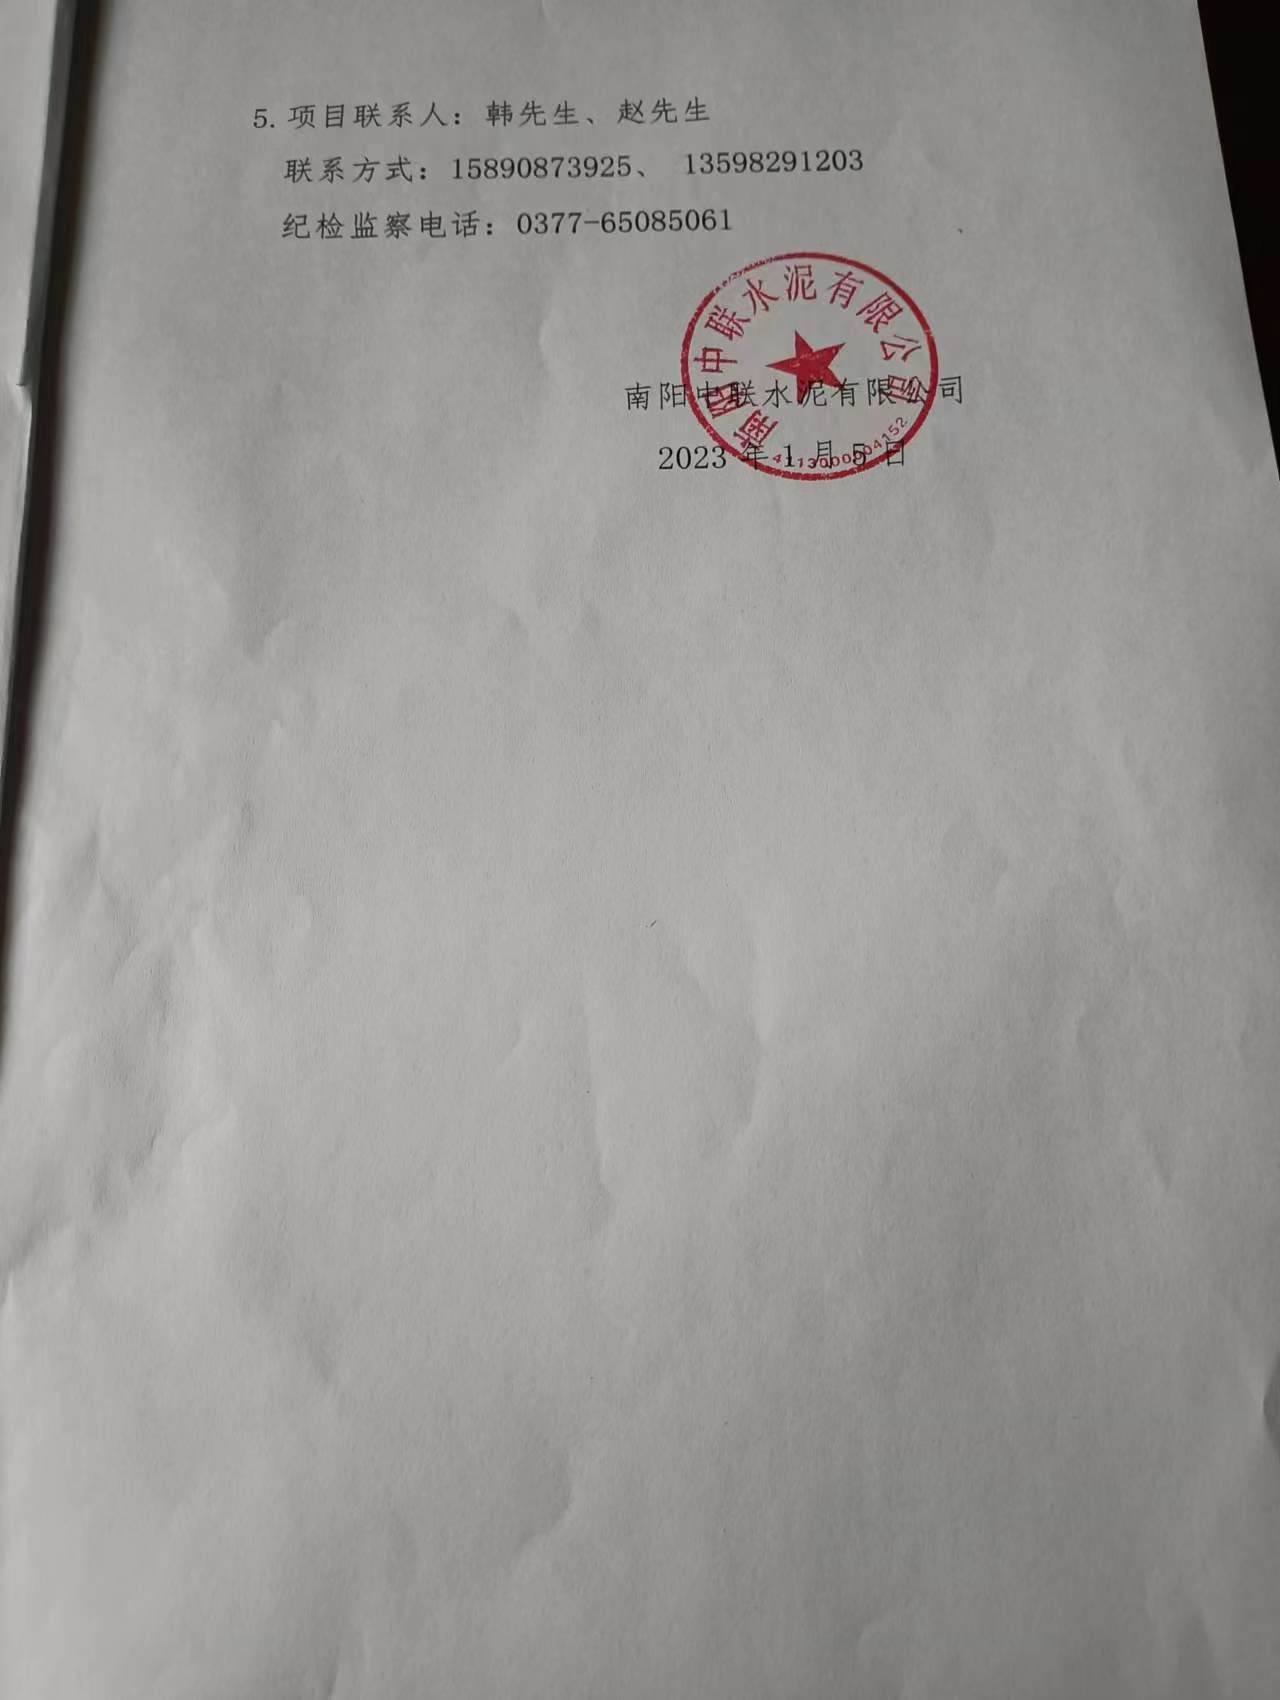 5. 项目联系人：韩先生、赵先生
联系方式：15890873925、 13598291203
纪检监察电话：0377-65085061
南阳中联水泥有限公司
南阳中联水泥有限公司
2023 年 1 月 5 日
4113000004152